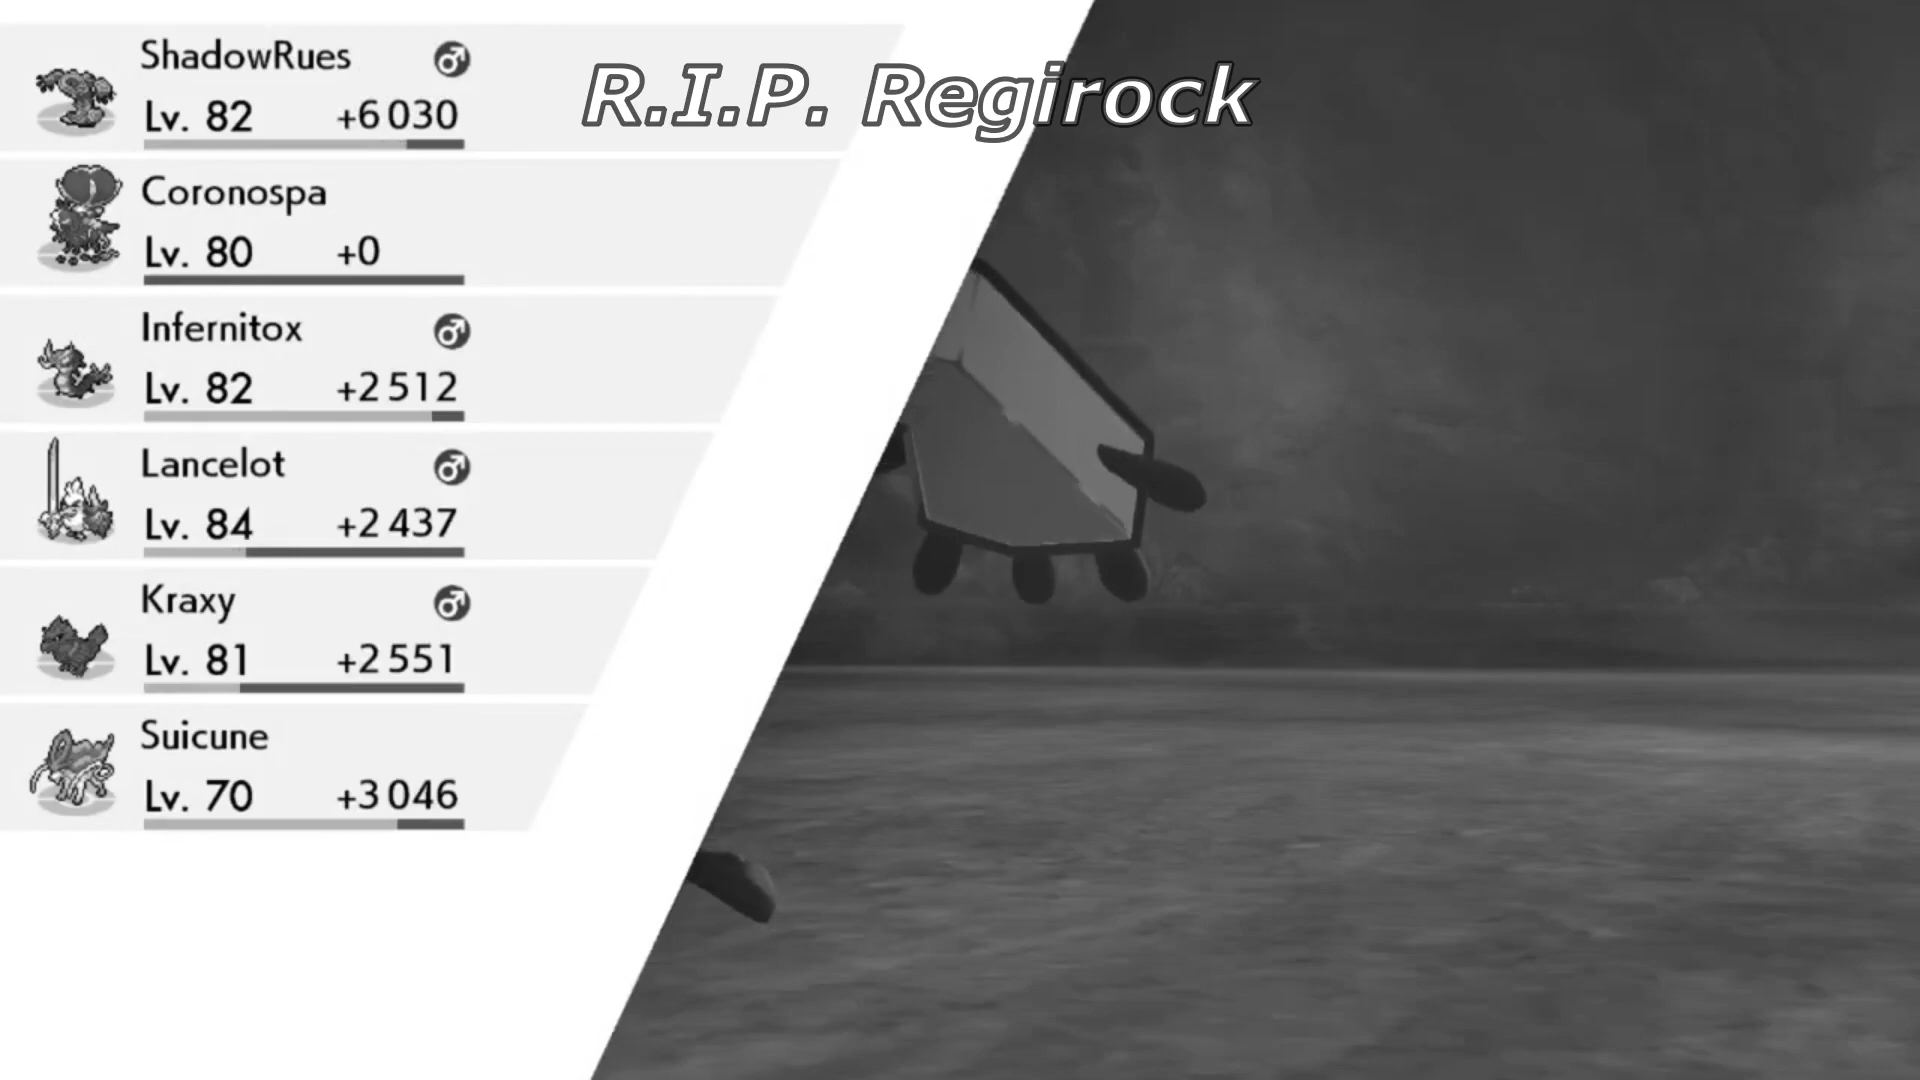 R.I.P. Regirock
ShadowRues ♂
Lv. 82 +6 030
Coronospa
Lv. 80 +0
Infernitox ♂
Lv. 82 +2 512
Lancelot ♂
Lv. 84 +2 437
Kraxy ♂
Lv. 81 +2 551
Suicune
Lv. 70 +3 046